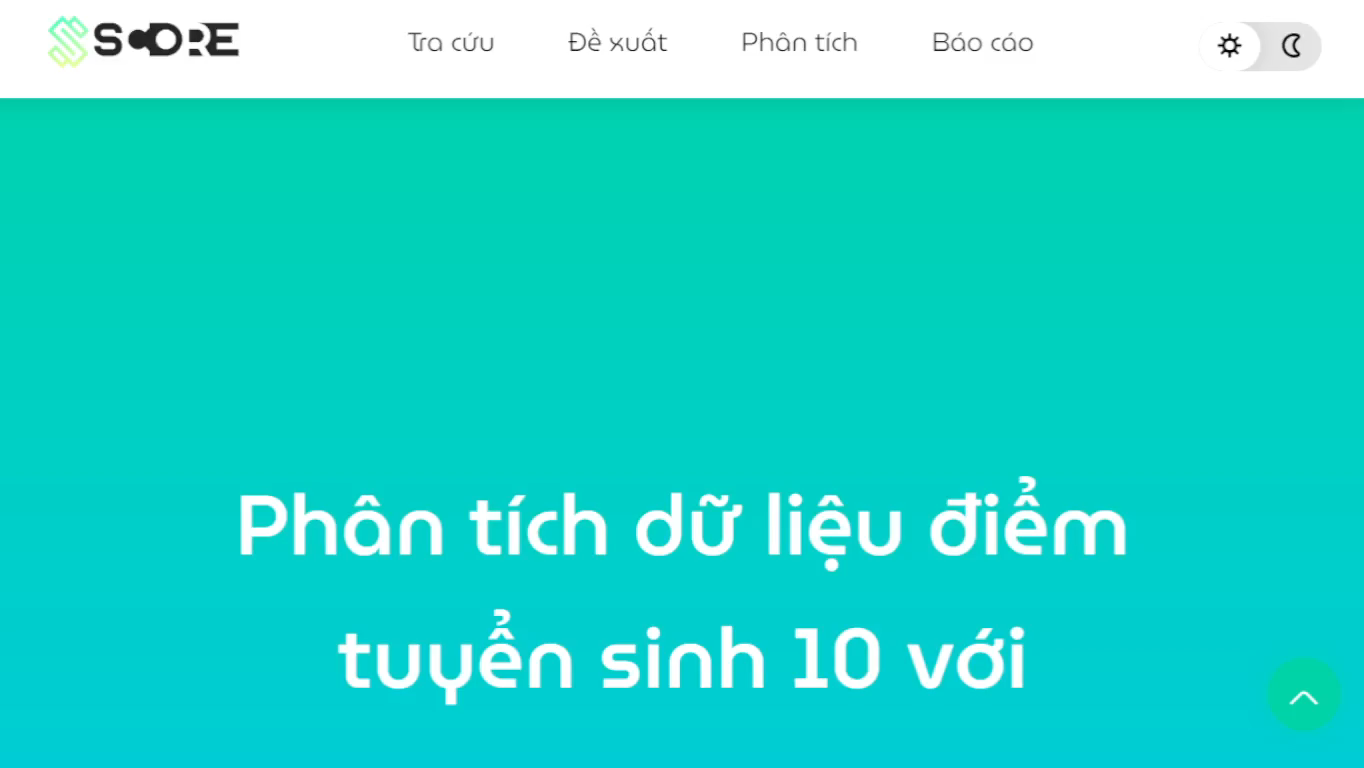 SCORE
Tra cứu Đề xuất Phân tích Báo cáo
Phân tích dữ liệu điểm
tuyển sinh 10 với